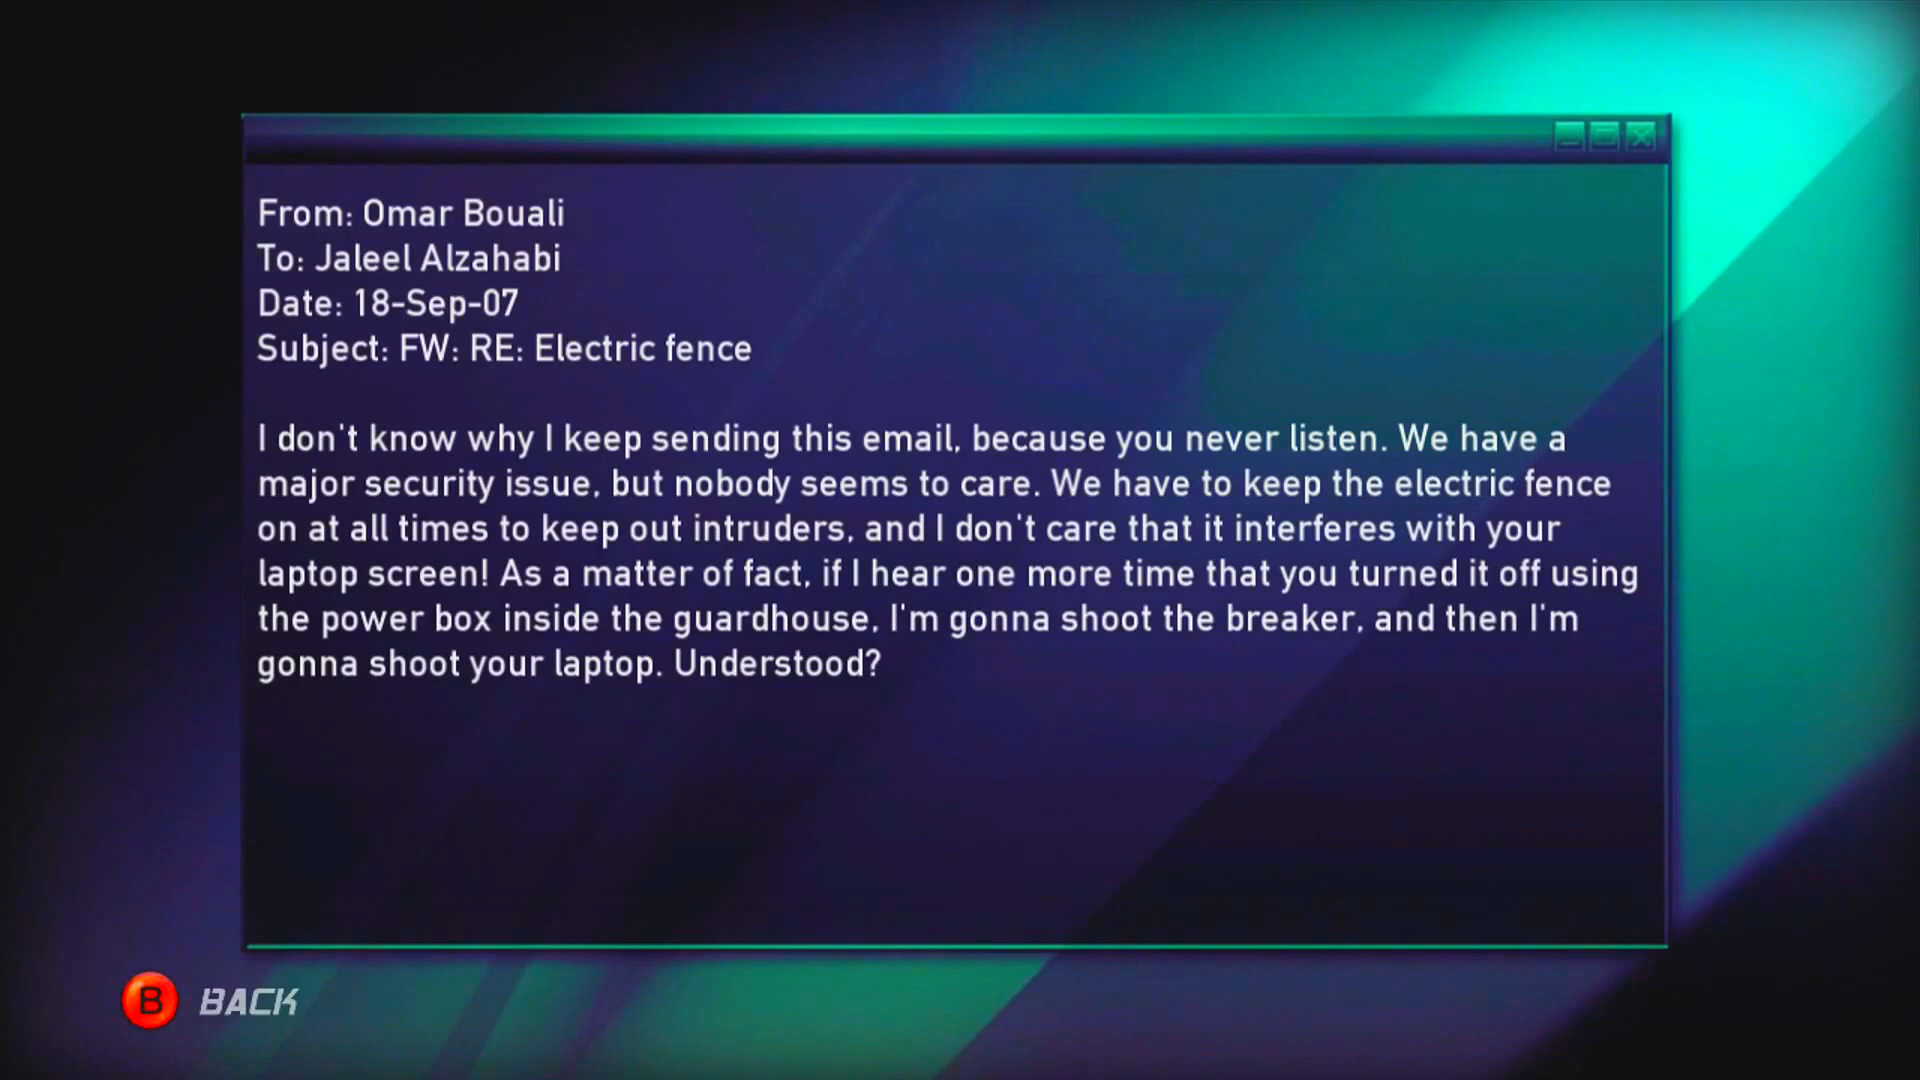 From: Omar Bouali
To: Jaleel Alzahabi
Date: 18-Sep-07
Subject: FW: RE: Electric fence
I don't know why I keep sending this email, because you never listen. We have a
major security issue, but nobody seems to care. We have to keep the electric fence
on at all times to keep out intruders, and I don't care that it interferes with your
laptop screen! As a matter of fact, if I hear one more time that you turned it off using
the power box inside the guardhouse, I'm gonna shoot the breaker, and then I'm
gonna shoot your laptop. Understood?
B BACK